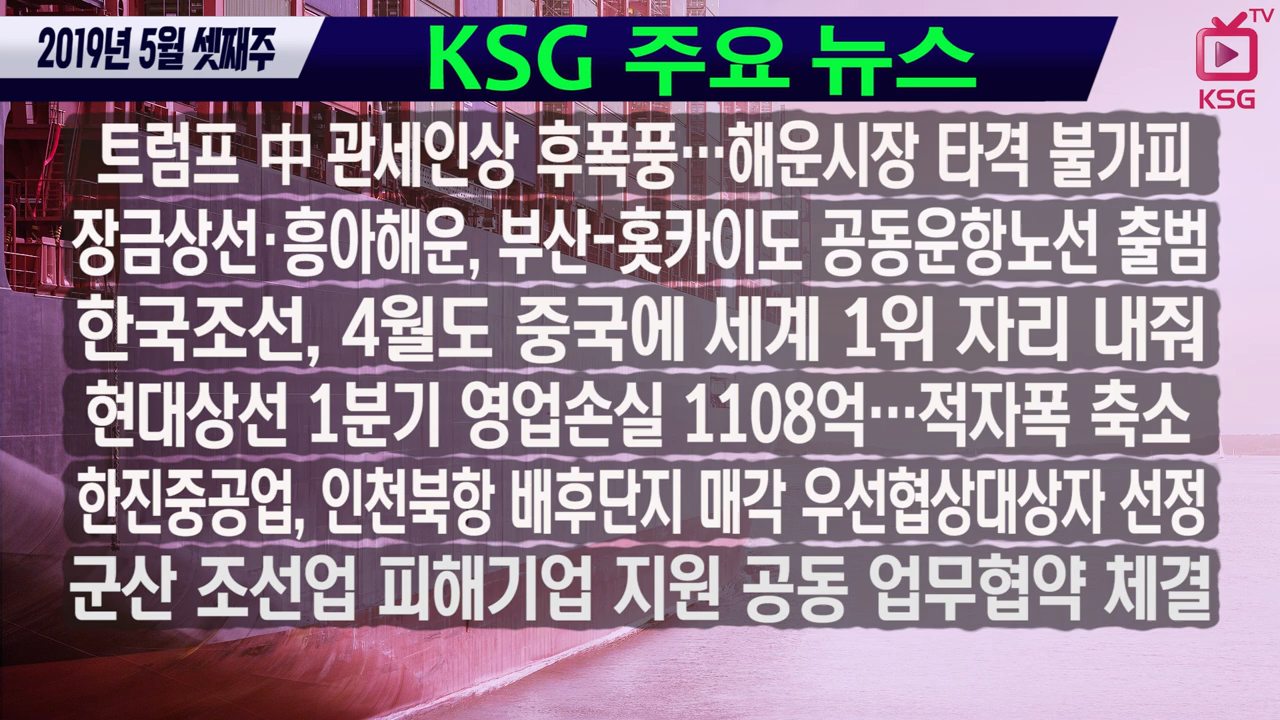 2019년 5월 셋째주
KSG 주요 뉴스
TV
KSG
트럼프 中 관세인상 후폭풍…해운시장 타격 불가피
장금상선·흥아해운, 부산-홋카이도 공동운항노선 출범
한국조선, 4월도 중국에 세계 1위 자리 내줘
현대상선 1분기 영업손실 1108억…적자폭 축소
한진중공업, 인천북항 배후단지 매각 우선협상대상자 선정
군산 조선업 피해기업 지원 공동 업무협약 체결